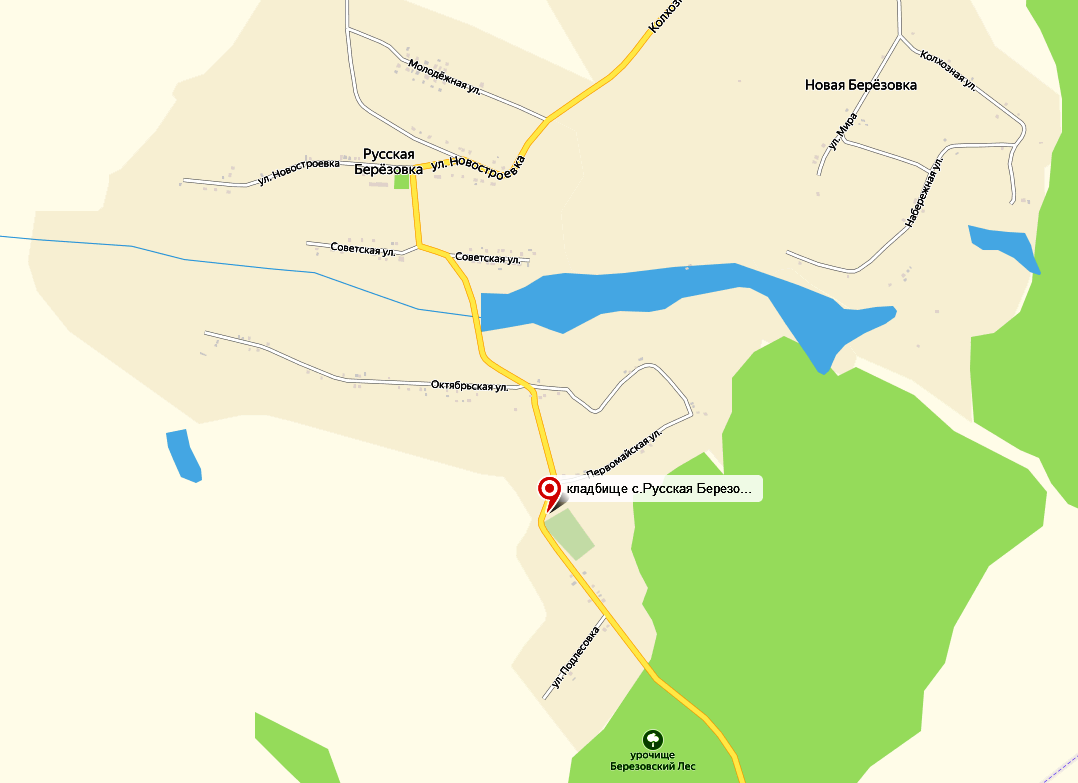 Колхоз
Молодёжная ул.
Колхозная ул.
Новая Берёзовка
ул. Мира
Русская
Берёзовка
ул. Новостроевка
ул. Новостроевка
Набережная ул.
Советская ул.
Советская ул.
Октябрьская ул.
Первомайская ул.
кладбище с.Русская Березо...
ул. Подлесовка
урочище
Березовский Лес